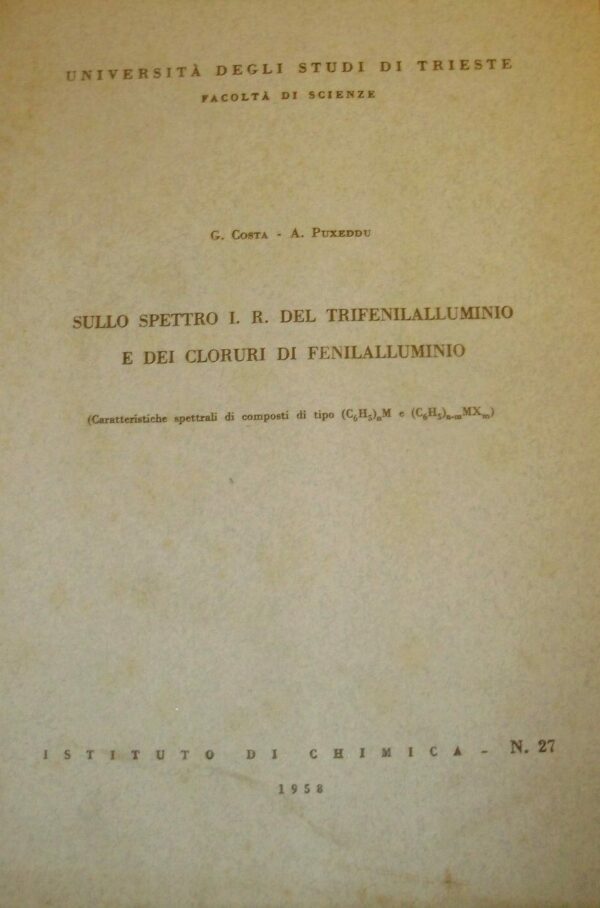 UNIVERSITÀ DEGLI STUDI DI TRIESTE
FACOLTÀ DI SCIENZE
G. COSTA - A. PUXEDDU
SULLO SPETTRO I. R. DEL TRIFENILALLUMINIO
E DEI CLORURI DI FENILALLUMINIO
(Caratteristiche spettrali di composti di tipo (C₆H₅)ₙM e (C₆H₅)ₙ₋ₘMXₘ)
ISTITUTO DI CHIMICA - N. 27
1958